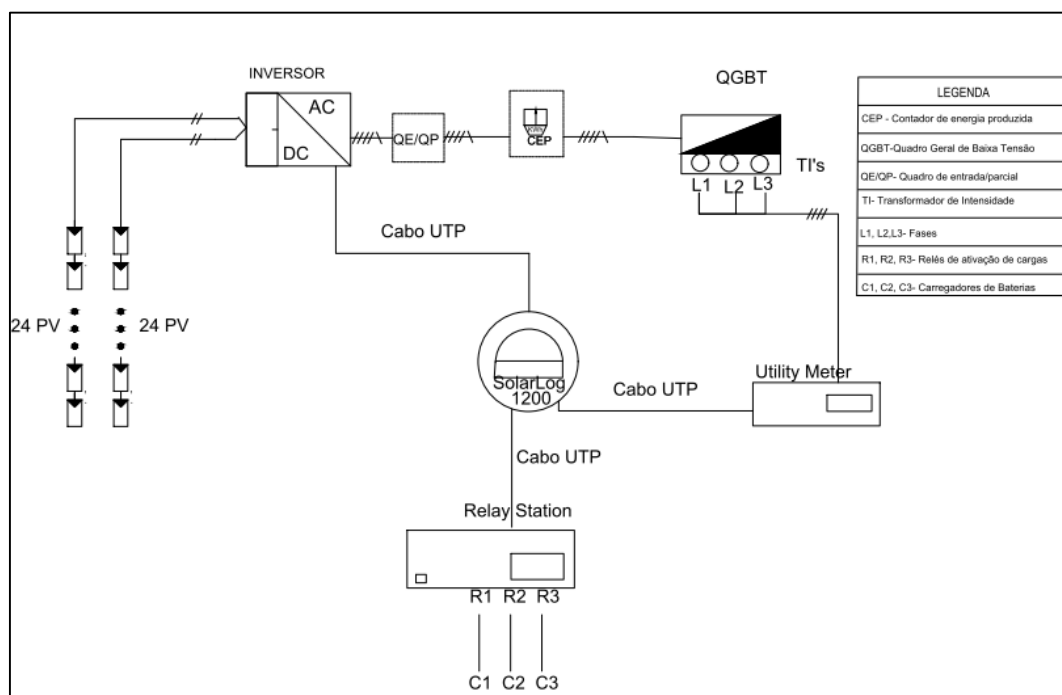 INVERSOR
AC
DC
QE/QP
KWh
CEP
QGBT
TI's
L1 L2 L3
LEGENDA
CEP - Contador de energia produzida
QGBT-Quadro Geral de Baixa Tensão
QE/QP- Quadro de entrada/parcial
TI- Transformador de Intensidade
L1, L2,L3- Fases
R1, R2, R3- Relés de ativação de cargas
C1, C2, C3- Carregadores de Baterias
Cabo UTP
24 PV
24 PV
SolarLog
1200
Utility Meter
Cabo UTP
Cabo UTP
Relay Station
R1 R2 R3
C1 C2 C3